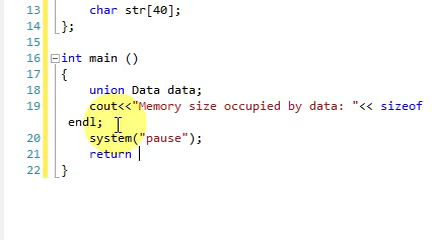 13 char str[40];
14 };
15
16 int main ()
17 {
18 union Data data;
19 cout<<"Memory size occupied by data: "<< sizeof
endl;
20 system("pause");
21 return
22 }